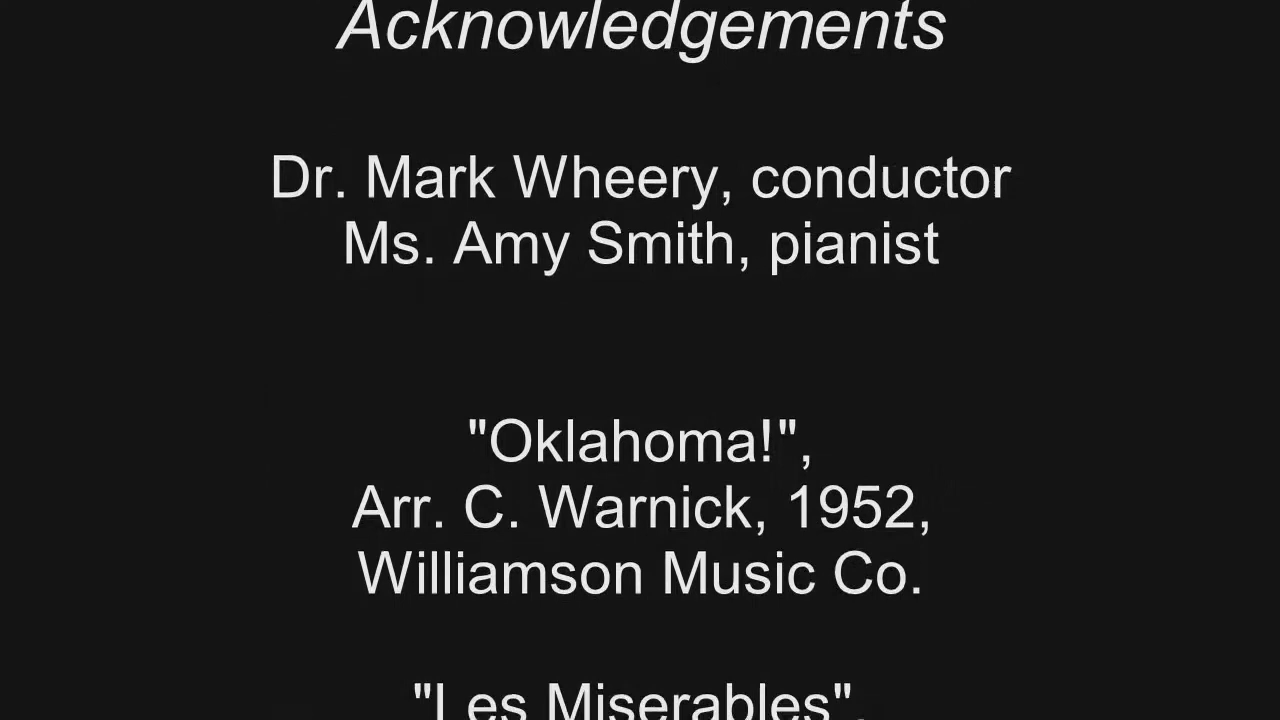 Acknowledgements
Dr. Mark Wheery, conductor
Ms. Amy Smith, pianist
"Oklahoma!",
Arr. C. Warnick, 1952,
Williamson Music Co.
"Les Miserables",